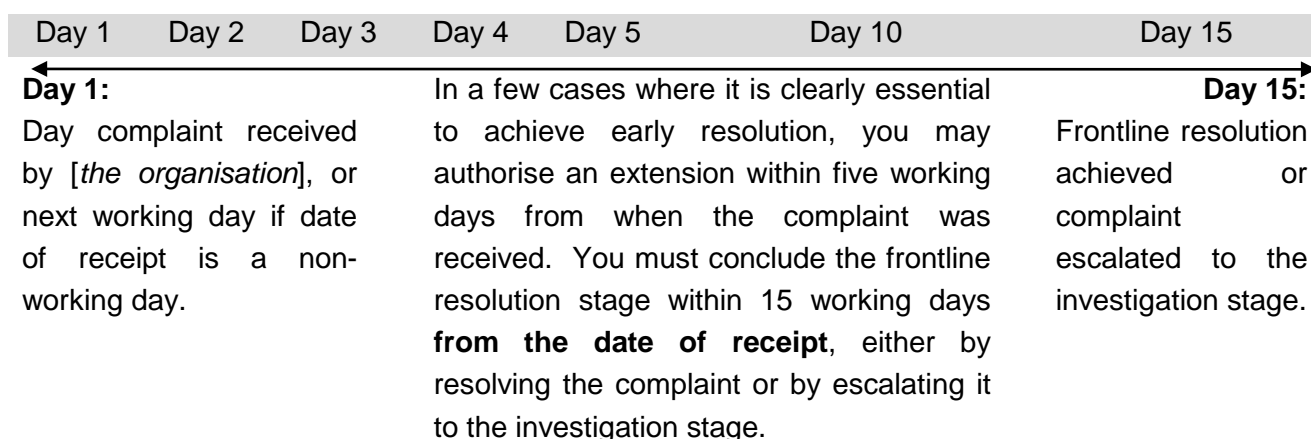 Day 1 Day 2 Day 3 Day 4 Day 5 Day 10 Day 15
Day 1:
Day complaint received
by [the organisation], or
next working day if date
of receipt is a non-
working day.
In a few cases where it is clearly essential
to achieve early resolution, you may
authorise an extension within five working
days from when the complaint was
received. You must conclude the frontline
resolution stage within 15 working days
from the date of receipt, either by
resolving the complaint or by escalating it
to the investigation stage.
Day 15:
Frontline resolution
achieved or
complaint
escalated to the
investigation stage.